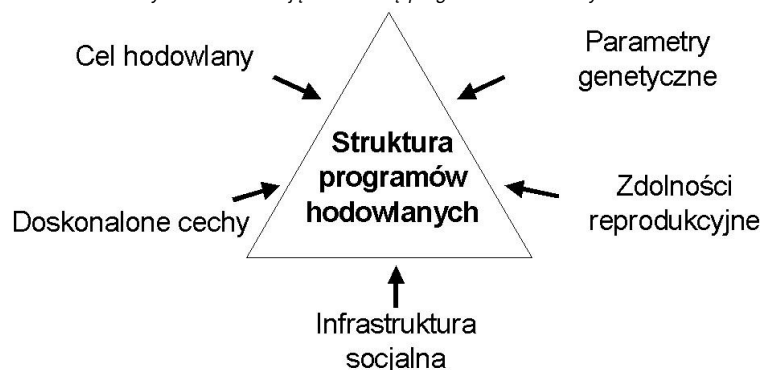 Cel hodowlany
Parametry
genetyczne
Struktura
programów
hodowlanych
Doskonalone cechy
Zdolności
reprodukcyjne
Infrastruktura
socjalna